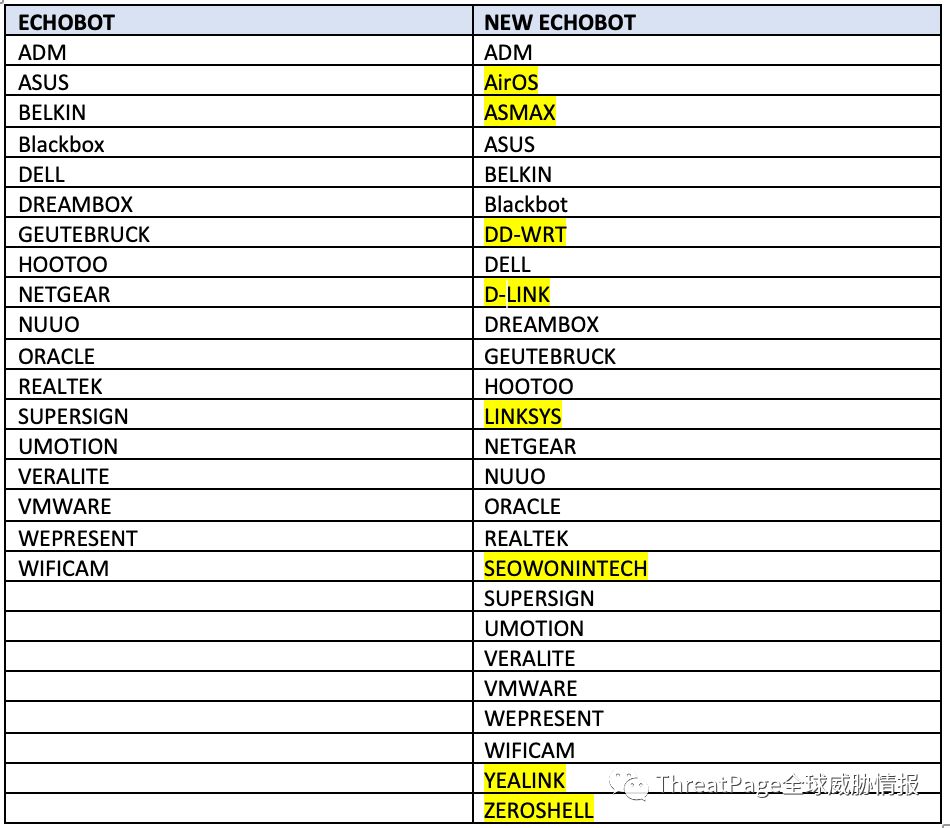 ECHOBOT NEW ECHOBOT
ADM ADM
ASUS AirOS
BELKIN ASMAX
Blackbox ASUS
DELL BELKIN
DREAMBOX Blackbot
GEUTEBRUCK DD-WRT
HOOTOO DELL
NETGEAR D-LINK
NUUO DREAMBOX
ORACLE GEUTEBRUCK
REALTEK HOOTOO
SUPERSIGN LINKSYS
UMOTION NETGEAR
VERALITE NUUO
VMWARE ORACLE
WEPRESENT REALTEK
WIFICAM SEOWONINTECH
SUPERSIGN
UMOTION
VERALITE
VMWARE
WEPRESENT
WIFICAM
YEALINK ThreatPage全球威胁情报
ZEROSHELL